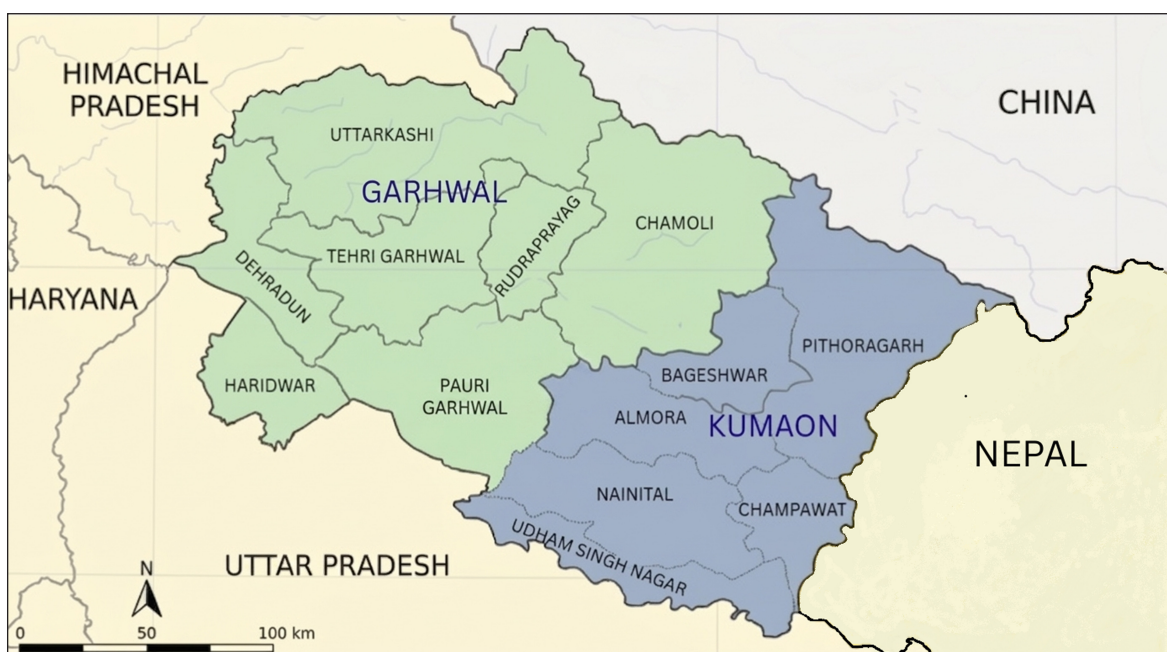 HIMACHAL
PRADESH
CHINA
UTTARKASHI
GARHWAL
CHAMOLI
RUDRAPRAYAG
TEHRI GARHWAL
DEHRADUN
HARYANA
PITHORAGARH
BAGESHWAR
HARIDWAR
PAURI
GARHWAL
ALMORA
KUMAON
NEPAL
NAINITAL
CHAMPAWAT
UDHAM SINGH NAGAR
UTTAR PRADESH
N
0 50 100 km